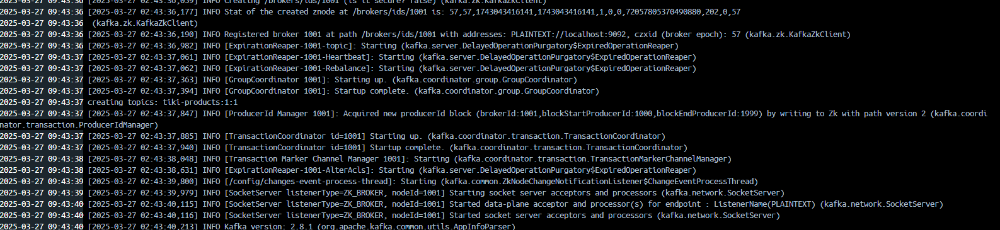 2025-03-27 09:43:36 [2025-03-27 02:43:36,039] INFO Creating /brokers/ids/1001 (is it secure? false) (kafka.zk.KafkaZkClient)
2025-03-27 09:43:36 [2025-03-27 02:43:36,177] INFO Stat of the created znode at /brokers/ids/1001 is: 57,57,1743043416141,1743043416141,1,0,0,72057805370490880,202,0,57
2025-03-27 09:43:36  (kafka.zk.KafkaZkClient)
2025-03-27 09:43:36 [2025-03-27 02:43:36,190] INFO Registered broker 1001 at path /brokers/ids/1001 with addresses: PLAINTEXT://localhost:9092, czxid (broker epoch): 57 (kafka.zk.KafkaZkClient)
2025-03-27 09:43:36 [2025-03-27 02:43:36,982] INFO [ExpirationReaper-1001-topic]: Starting (kafka.server.DelayedOperationPurgatory$ExpiredOperationReaper)
2025-03-27 09:43:37 [2025-03-27 02:43:37,061] INFO [ExpirationReaper-1001-Heartbeat]: Starting (kafka.server.DelayedOperationPurgatory$ExpiredOperationReaper)
2025-03-27 09:43:37 [2025-03-27 02:43:37,062] INFO [ExpirationReaper-1001-Rebalance]: Starting (kafka.server.DelayedOperationPurgatory$ExpiredOperationReaper)
2025-03-27 09:43:37 [2025-03-27 02:43:37,363] INFO [GroupCoordinator 1001]: Starting up. (kafka.coordinator.group.GroupCoordinator)
2025-03-27 09:43:37 [2025-03-27 02:43:37,394] INFO [GroupCoordinator 1001]: Startup complete. (kafka.coordinator.group.GroupCoordinator)
2025-03-27 09:43:37 creating topics: tiki-products:1:1
2025-03-27 09:43:37 [2025-03-27 02:43:37,847] INFO [ProducerId Manager 1001]: Acquired new producerId block (brokerId:1001,blockStartProducerId:1000,blockEndProducerId:1999) by writing to Zk with path version 2 (kafka.coordi
nator.transaction.ProducerIdManager)
2025-03-27 09:43:37 [2025-03-27 02:43:37,885] INFO [TransactionCoordinator id=1001] Starting up. (kafka.coordinator.transaction.TransactionCoordinator)
2025-03-27 09:43:37 [2025-03-27 02:43:37,940] INFO [TransactionCoordinator id=1001] Startup complete. (kafka.coordinator.transaction.TransactionCoordinator)
2025-03-27 09:43:38 [2025-03-27 02:43:38,048] INFO [Transaction Marker Channel Manager 1001]: Starting (kafka.coordinator.transaction.TransactionMarkerChannelManager)
2025-03-27 09:43:38 [2025-03-27 02:43:38,631] INFO [ExpirationReaper-1001-AlterAcls]: Starting (kafka.server.DelayedOperationPurgatory$ExpiredOperationReaper)
2025-03-27 09:43:39 [2025-03-27 02:43:39,800] INFO [/config/changes-event-process-thread]: Starting (kafka.common.ZkNodeChangeNotificationListener$ChangeEventProcessThread)
2025-03-27 09:43:39 [2025-03-27 02:43:39,979] INFO [SocketServer listenerType=ZK_BROKER, nodeId=1001] Starting socket server acceptors and processors (kafka.network.SocketServer)
2025-03-27 09:43:40 [2025-03-27 02:43:40,115] INFO [SocketServer listenerType=ZK_BROKER, nodeId=1001] Started data-plane acceptor and processor(s) for endpoint : ListenerName(PLAINTEXT) (kafka.network.SocketServer)
2025-03-27 09:43:40 [2025-03-27 02:43:40,116] INFO [SocketServer listenerType=ZK_BROKER, nodeId=1001] Started socket server acceptors and processors (kafka.network.SocketServer)
2025-03-27 09:43:40 [2025-03-27 02:43:40,213] INFO Kafka version: 2.8.1 (org.apache.kafka.common.utils.AppInfoParser)